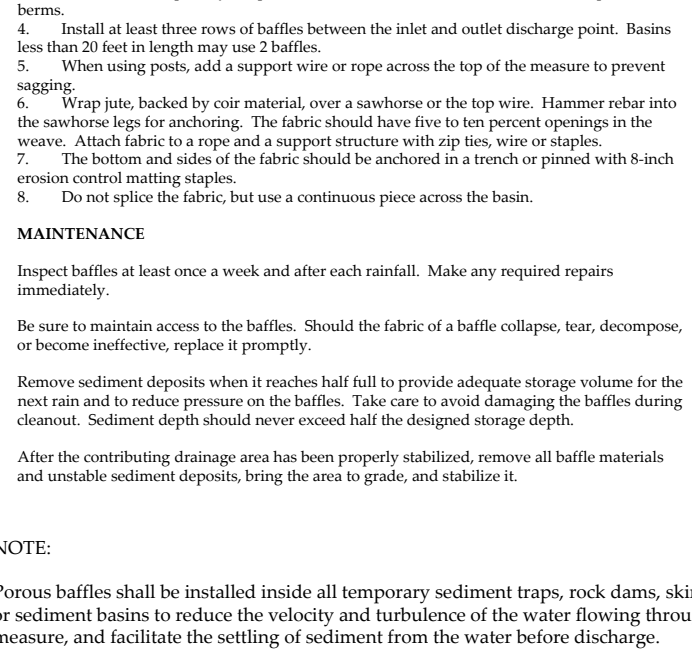 berms.
4. Install at least three rows of baffles between the inlet and outlet discharge point. Basins
less than 20 feet in length may use 2 baffles.
5. When using posts, add a support wire or rope across the top of the measure to prevent
sagging.
6. Wrap jute, backed by coir material, over a sawhorse or the top wire. Hammer rebar into
the sawhorse legs for anchoring. The fabric should have five to ten percent openings in the
weave. Attach fabric to a rope and a support structure with zip ties, wire or staples.
7. The bottom and sides of the fabric should be anchored in a trench or pinned with 8-inch
erosion control matting staples.
8. Do not splice the fabric, but use a continuous piece across the basin.
MAINTENANCE
Inspect baffles at least once a week and after each rainfall. Make any required repairs
immediately.
Be sure to maintain access to the baffles. Should the fabric of a baffle collapse, tear, decompose,
or become ineffective, replace it promptly.
Remove sediment deposits when it reaches half full to provide adequate storage volume for the
next rain and to reduce pressure on the baffles. Take care to avoid damaging the baffles during
cleanout. Sediment depth should never exceed half the designed storage depth.
After the contributing drainage area has been properly stabilized, remove all baffle materials
and unstable sediment deposits, bring the area to grade, and stabilize it.
NOTE:
Porous baffles shall be installed inside all temporary sediment traps, rock dams, ski
or sediment basins to reduce the velocity and turbulence of the water flowing throu
measure, and facilitate the settling of sediment from the water before discharge.